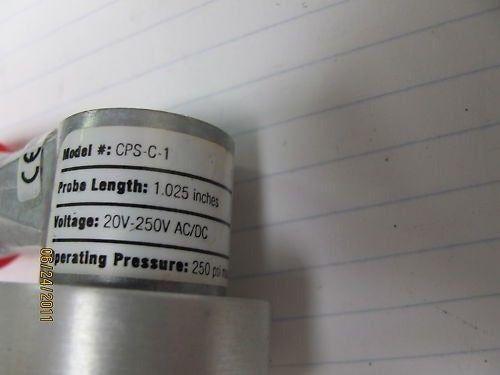 CE
Model #: CPS-C-1
Probe Length: 1.025 inches
Voltage: 20V-250V AC/DC
perating Pressure: 250 psi
06/24/2011